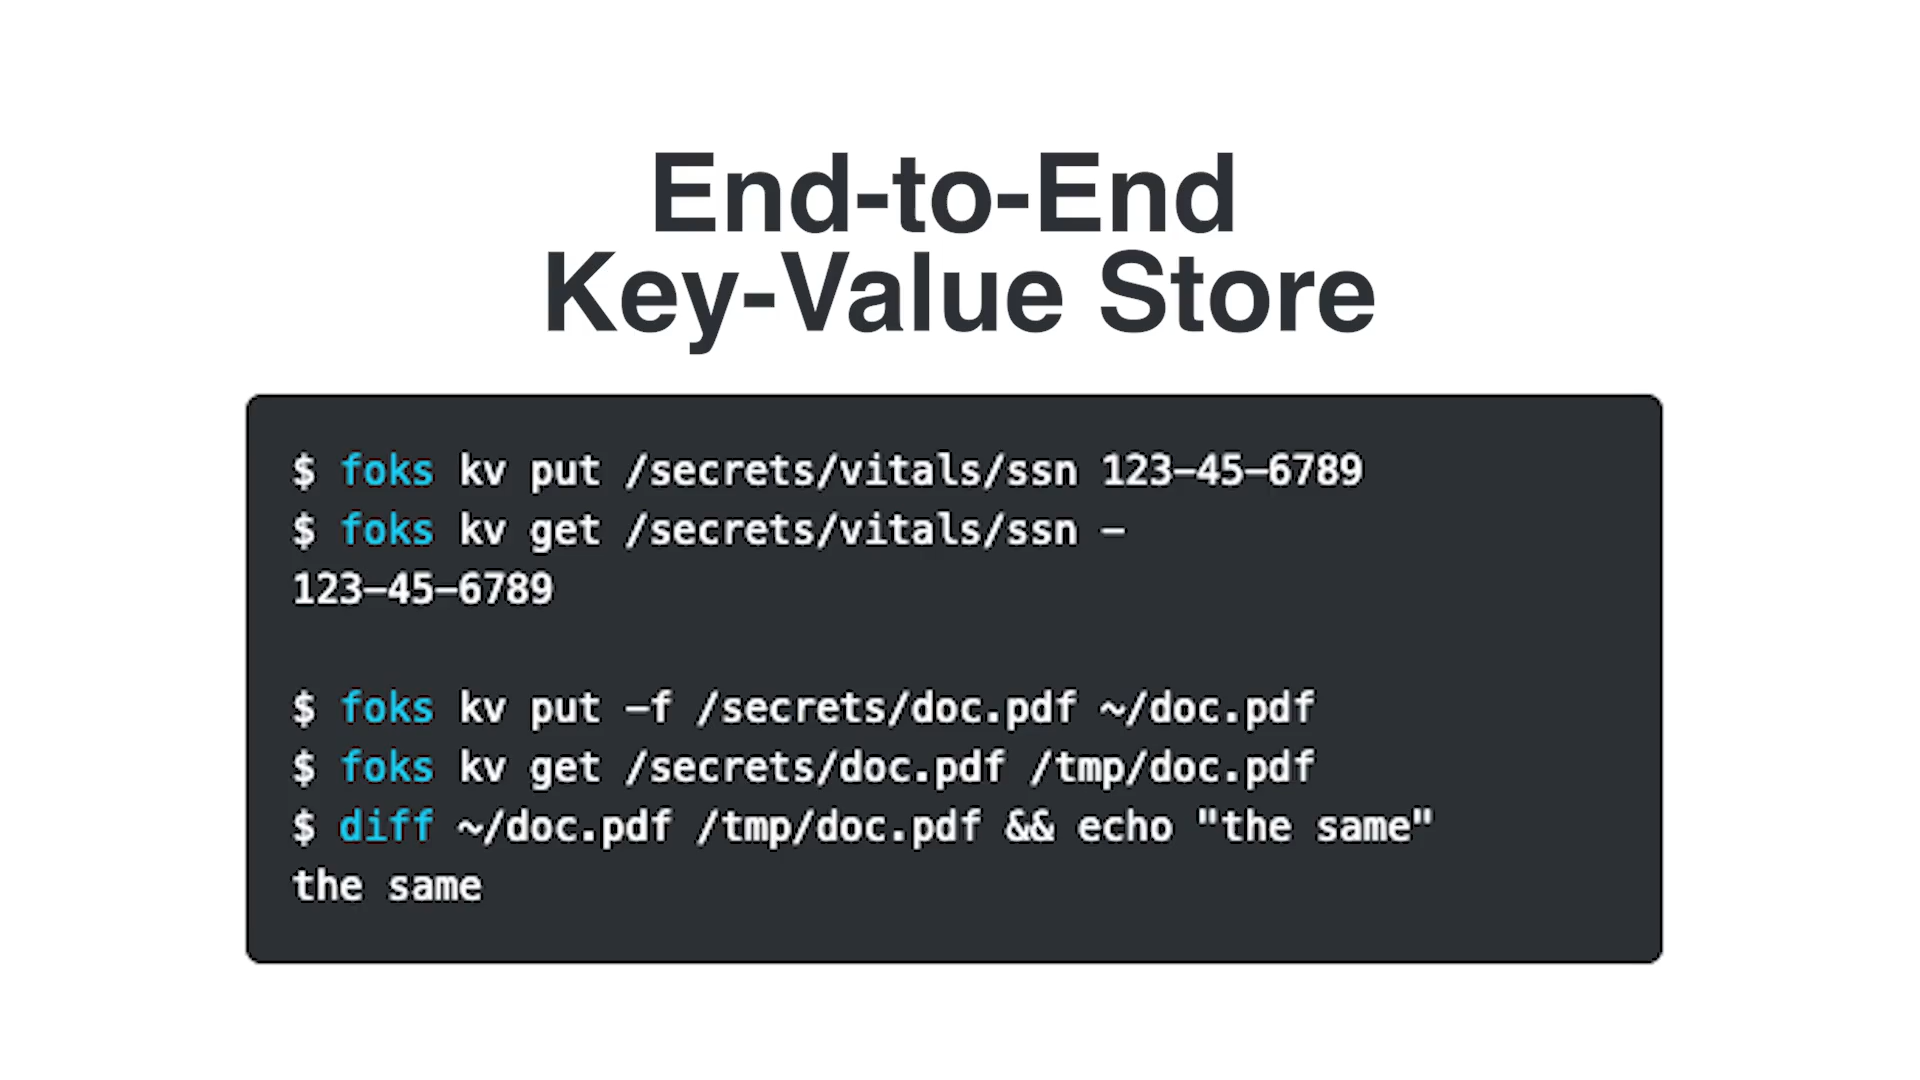 End-to-End
Key-Value Store
$ foks kv put /secrets/vitals/ssn 123-45-6789
$ foks kv get /secrets/vitals/ssn -
123-45-6789
$ foks kv put -f /secrets/doc.pdf ~/doc.pdf
$ foks kv get /secrets/doc.pdf /tmp/doc.pdf
$ diff ~/doc.pdf /tmp/doc.pdf && echo "the same"
the same